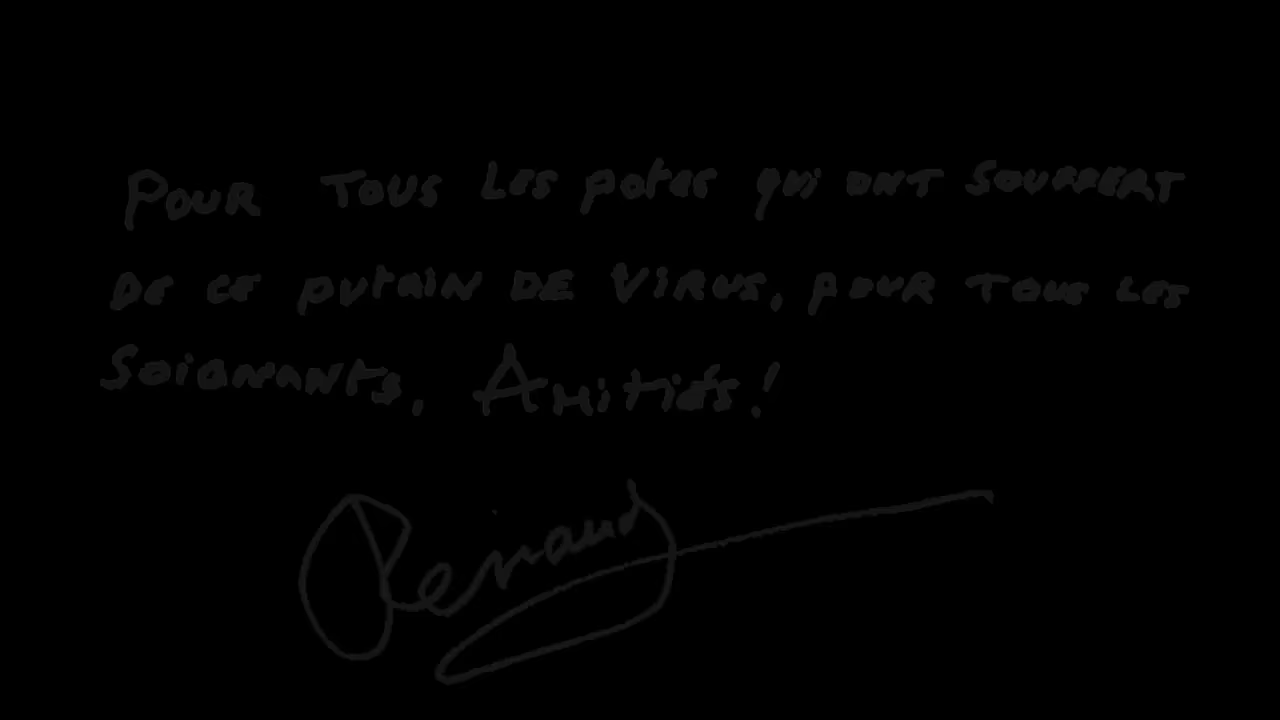 POUR TOUS LES POTES QUI ONT SOUFFERT
DE CE PUTAIN DE VIRUS, POUR TOUS LES
SOIGNANTS, AMITIÉS!
Renaud